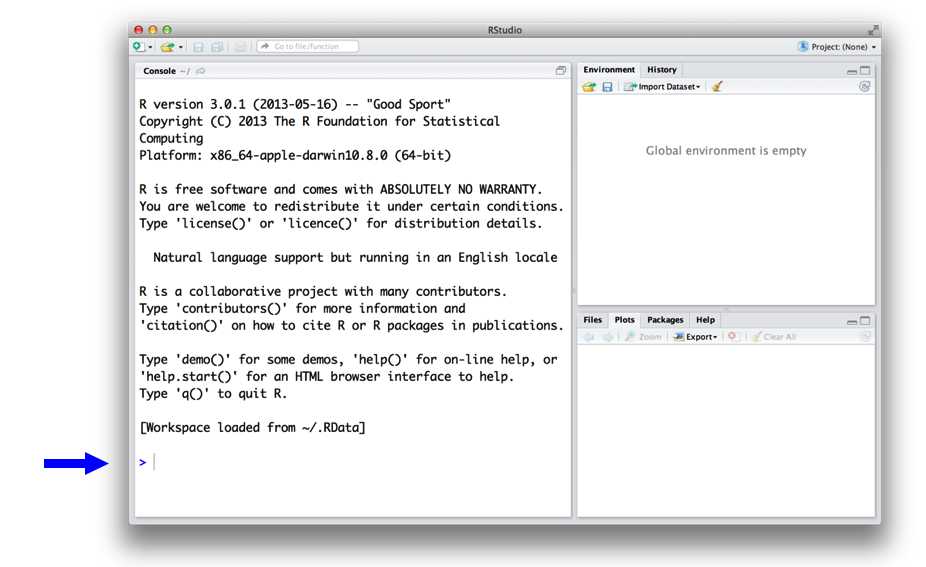 RStudio
Go to file/function
Project: (None)
Console ~/
R version 3.0.1 (2013-05-16) -- "Good Sport"
Copyright (C) 2013 The R Foundation for Statistical
Computing
Platform: x86_64-apple-darwin10.8.0 (64-bit)
R is free software and comes with ABSOLUTELY NO WARRANTY.
You are welcome to redistribute it under certain conditions.
Type 'license()' or 'licence()' for distribution details.
Natural language support but running in an English locale
R is a collaborative project with many contributors.
Type 'contributors()' for more information and
'citation()' on how to cite R or R packages in publications.
Type 'demo()' for some demos, 'help()' for on-line help, or
'help.start()' for an HTML browser interface to help.
Type 'q()' to quit R.
[Workspace loaded from ~/.RData]
>
Environment History
Import Dataset
Global environment is empty
Files Plots Packages Help
Zoom Export Clear All